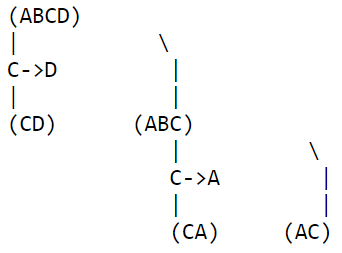 (ABCD)
| \
C->D |
| |
(CD) (ABC)
| \
C->A |
| |
(CA) (AC)